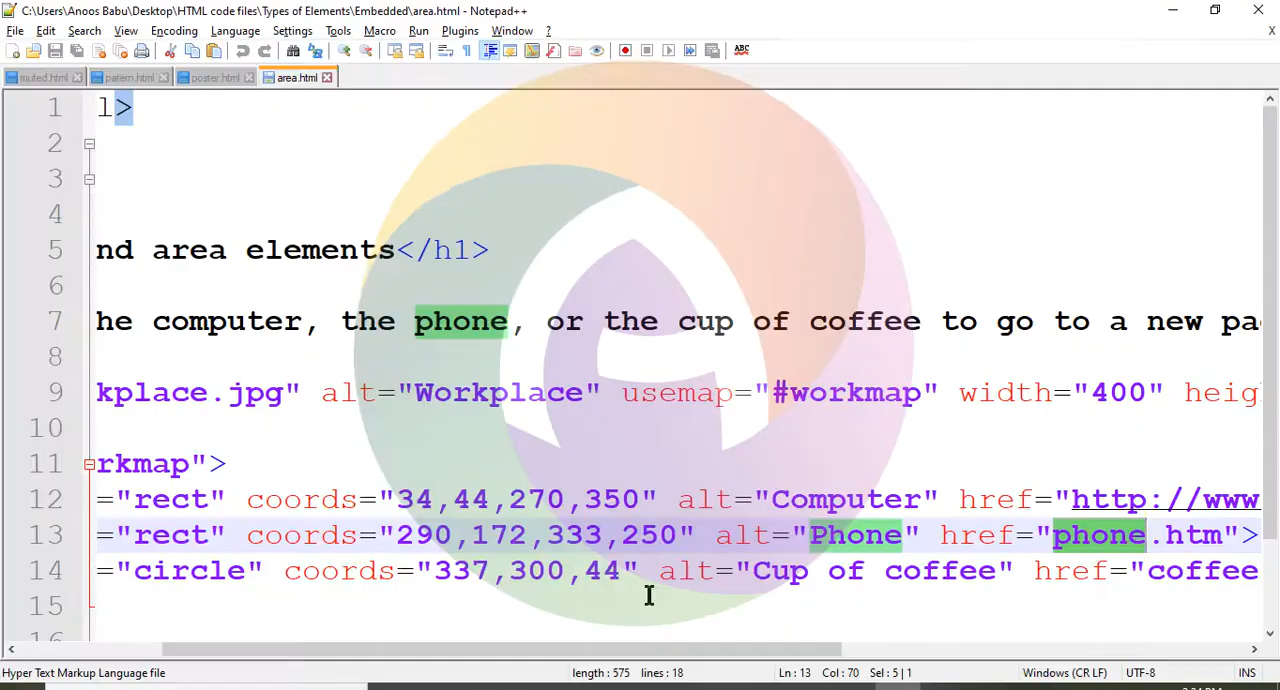 C:\Users\Anoos Babu\Desktop\HTML code files\Types of Elements\Embedded\area.html - Notepad++
File Edit Search View Encoding Language Settings Tools Macro Run Plugins Window ?
X
muted.html patern.html poster.html area.html
1 l>
2
3
4
5 nd area elements</h1>
6
7 he computer, the phone, or the cup of coffee to go to a new pa
8
9 kplace.jpg" alt="Workplace" usemap="#workmap" width="400" heig
10
11 rkmap">
12 ="rect" coords="34,44,270,350" alt="Computer" href="http://www
13 ="rect" coords="290,172,333,250" alt="Phone" href="phone.htm">
14 ="circle" coords="337,300,44" alt="Cup of coffee" href="coffee
15
16
Hyper Text Markup Language file length : 575 lines : 18 Ln : 13 Col : 70 Sel : 5 | 1 Windows (CR LF) UTF-8 INS